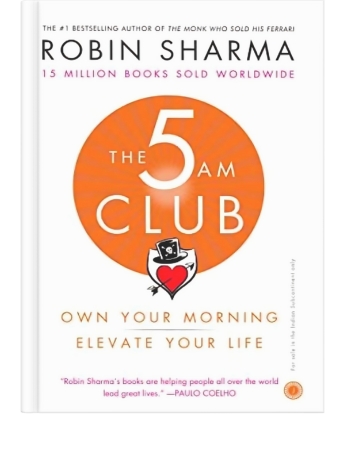 THE #1 BESTSELLING AUTHOR OF THE MONK WHO SOLD HIS FERRARI
ROBIN SHARMA
15 MILLION BOOKS SOLD WORLDWIDE
THE 5 AM
CLUB
OWN YOUR MORNING
ELEVATE YOUR LIFE
For sale in the Indian Subcontinent only
"Robin Sharma's books are helping people all over the world
lead great lives." —PAULO COELHO